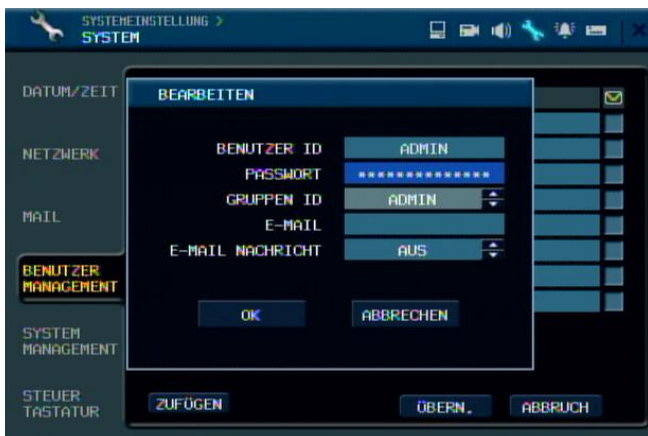 SYSTEMEINSTELLUNG >
SYSTEM
DATUM/ZEIT
NETZWERK
MAIL
BENUTZER
MANAGEMENT
SYSTEM
MANAGEMENT
STEUER
TASTATUR
BEARBEITEN
BENUTZER ID ADMIN
PASSWORT **************
GRUPPEN ID ADMIN
E-MAIL
E-MAIL NACHRICHT AUS
OK ABBRECHEN
ZUFÜGEN ÜBERN. ABBRUCH